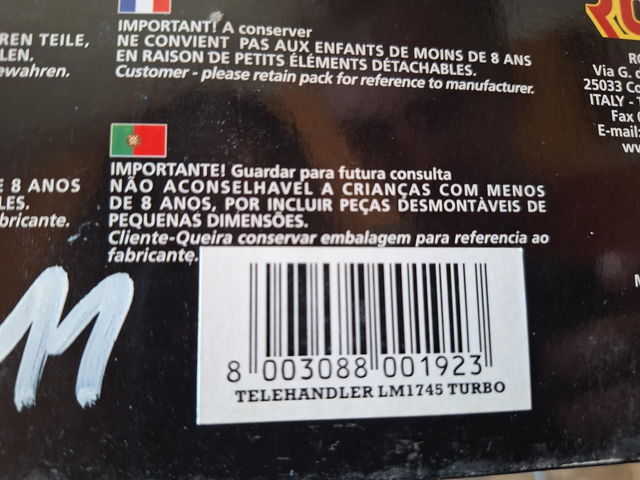 IMPORTANT! A conserver
NE CONVIENT PAS AUX ENFANTS DE MOINS DE 8 ANS
EN RAISON DE PETITS ÉLÉMENTS DÉTACHABLES.
Customer - please retain pack for reference to manufacturer.
REN TEILE,
LEN.
ewahren.
Via G.
25033 Co
ITALY -
Fax
E-mail:
ww
IMPORTANTE! Guardar para futura consulta
NÃO ACONSELHAVEL A CRIANÇAS COM MENOS
DE 8 ANOS, POR INCLUIR PEÇAS DESMONTÀVEIS DE
PEQUENAS DIMENSÕES.
Cliente-Queira conservar embalagem para referencia ao
fabricante.
E 8 ANOS
LES.
bricante.
8 003088 001923
TELEHANDLER LM1745 TURBO